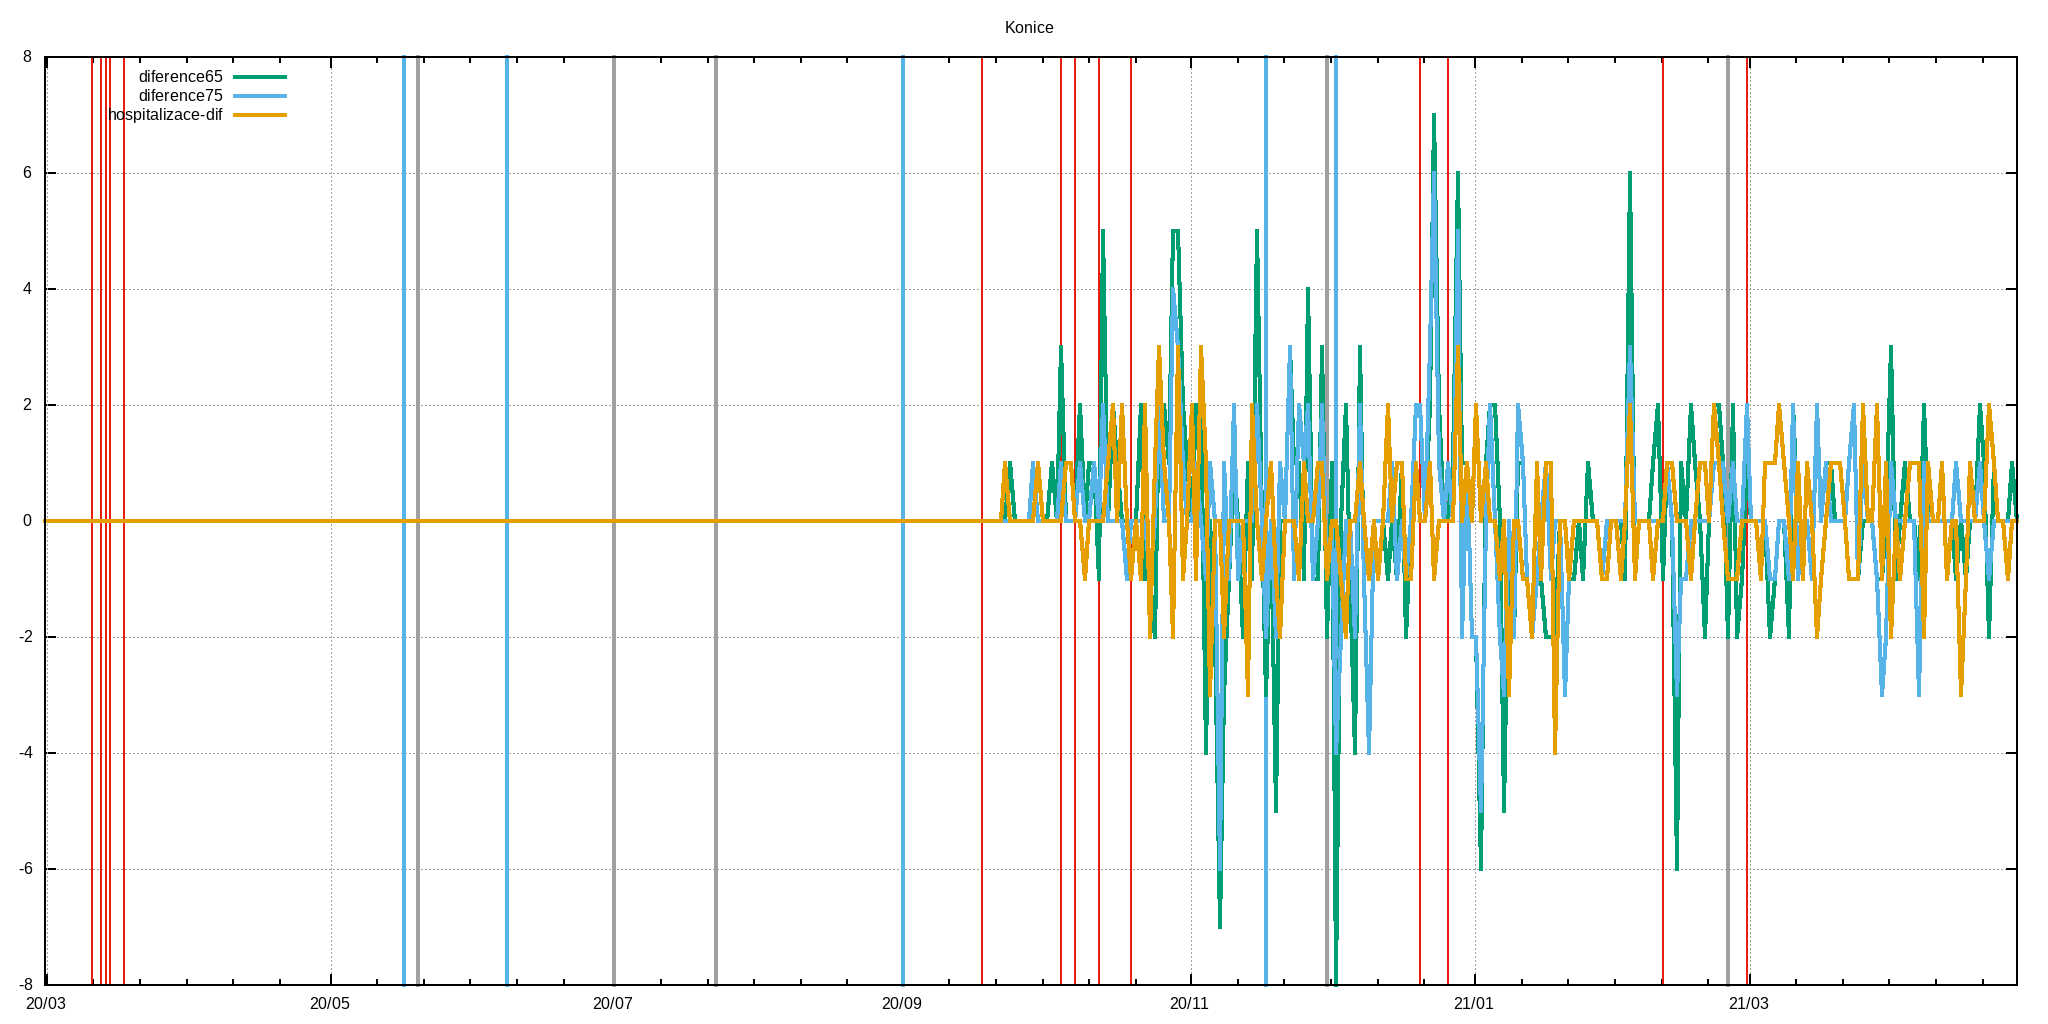 Konice
8
diference65
diference75
hospitalizace-dif
6
4
2
0
-2
-4
-6
-8
20/03 20/05 20/07 20/09 20/11 21/01 21/03